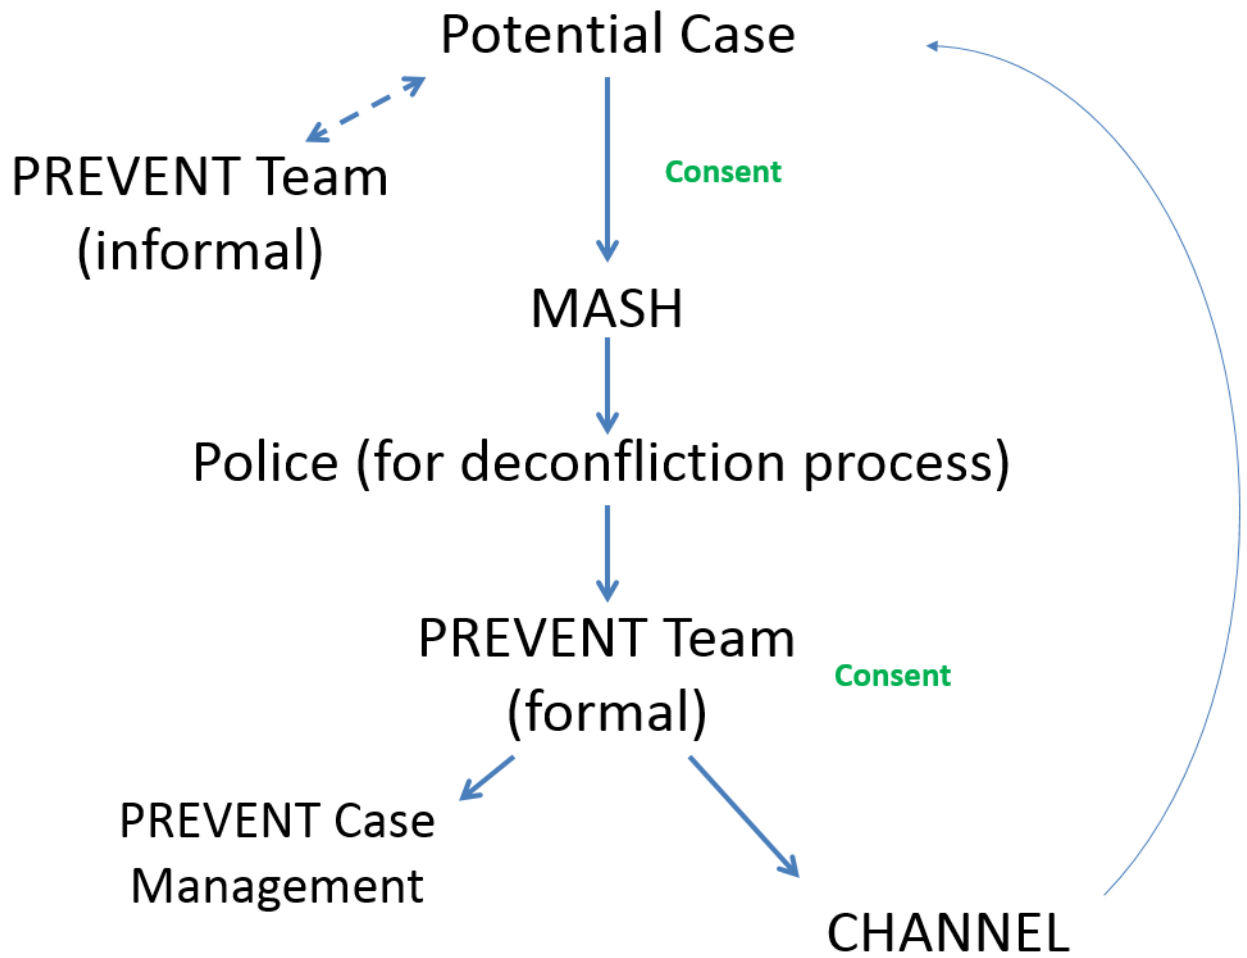 Potential Case
PREVENT Team
(informal)
Consent
MASH
Police (for deconfliction process)
PREVENT Team
(formal)
Consent
PREVENT Case
Management
CHANNEL